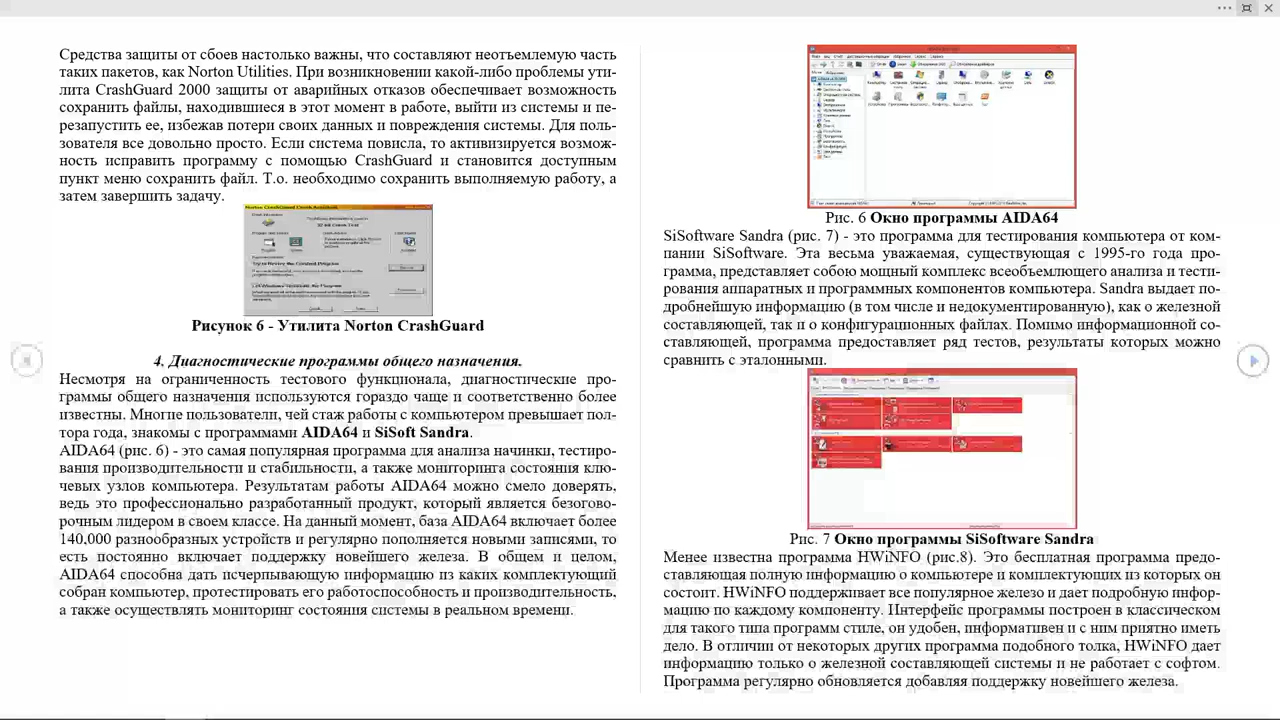 Средства защиты от сбоев настолько важны, что составляют неотъемлемую часть
таких пакетов, как Nuts&Bolts. При возникновении какой-либо проблемы ути-
лита CrashGuard уведомляет их об отказах и обеспечивает возможность
сохранить выполняемую в этот момент работу, выйти из системы и пе-
резапустить ее, избежав потери своих данных и повреждения системы. Для поль-
зователя это довольно просто. Если система повисла, то активизируется возмож-
ность оживить программу с помощью CrashGuard и становится доступным
пункт меню сохранить файл. Т.о. необходимо сохранить выполняемую работу, а
затем завершить задачу.
Norton CrashGuard Crash Assistant
Рисунок 6 - Утилита Norton CrashGuard
4. Диагностические программы общего назначения.
Несмотря на ограниченность тестового функционала, диагностические про-
граммы общего назначения используются гораздо чаще и соответственно более
известны. Многие пользователи, чей стаж работы с компьютером превышает пол-
тора года, знакомы с программами AIDA64 и SiSoft Sandra.
AIDA64 (рис. 6) - очень популярная программа для анализа начинки, тестиро-
вания производительности и стабильности, а также мониторинга состояния клю-
чевых узлов компьютера. Результатам работы AIDA64 можно смело доверять,
ведь это профессионально разработанный продукт, который является безогово-
рочным лидером в своем классе. На данный момент, база AIDA64 включает более
140,000 разнообразных устройств и регулярно пополняется новыми записями, то
есть постоянно включает поддержку новейшего железа. В общем и целом,
AIDA64 способна дать исчерпывающую информацию из каких комплектующий
собран компьютер, протестировать его работоспособность и производительность,
а также осуществлять мониторинг состояния системы в реальном времени.
Рис. 6 Окно программы AIDA64
SiSoftware Sandra (рис. 7) - это программа для тестирования компьютера от ком-
пании SiSoftware. Эта весьма уважаемая, существующая с 1995-го года про-
грамма, представляет собою мощный комплекс всеобъемлющего анализа и тести-
рования аппаратных и программных компонентов компьютера. Sandra выдает по-
дробнейшую информацию (в том числе и недокументированную), как о железной
составляющей, так и о конфигурационных файлах. Помимо информационной со-
ставляющей, программа предоставляет ряд тестов, результаты которых можно
сравнить с эталонными.
Рис. 7 Окно программы SiSoftware Sandra
Менее известна программа HWiNFO (рис.8). Это бесплатная программа предо-
ставляющая полную информацию о компьютере и комплектующих из которых он
состоит. HWiNFO поддерживает все популярное железо и дает подробную инфор-
мацию по каждому компоненту. Интерфейс программы построен в классическом
для такого типа программ стиле, он удобен, информативен и с ним приятно иметь
дело. В отличии от некоторых других программа подобного толка, HWiNFO дает
информацию только о железной составляющей системы и не работает с софтом.
Программа регулярно обновляется добавляя поддержку новейшего железа.